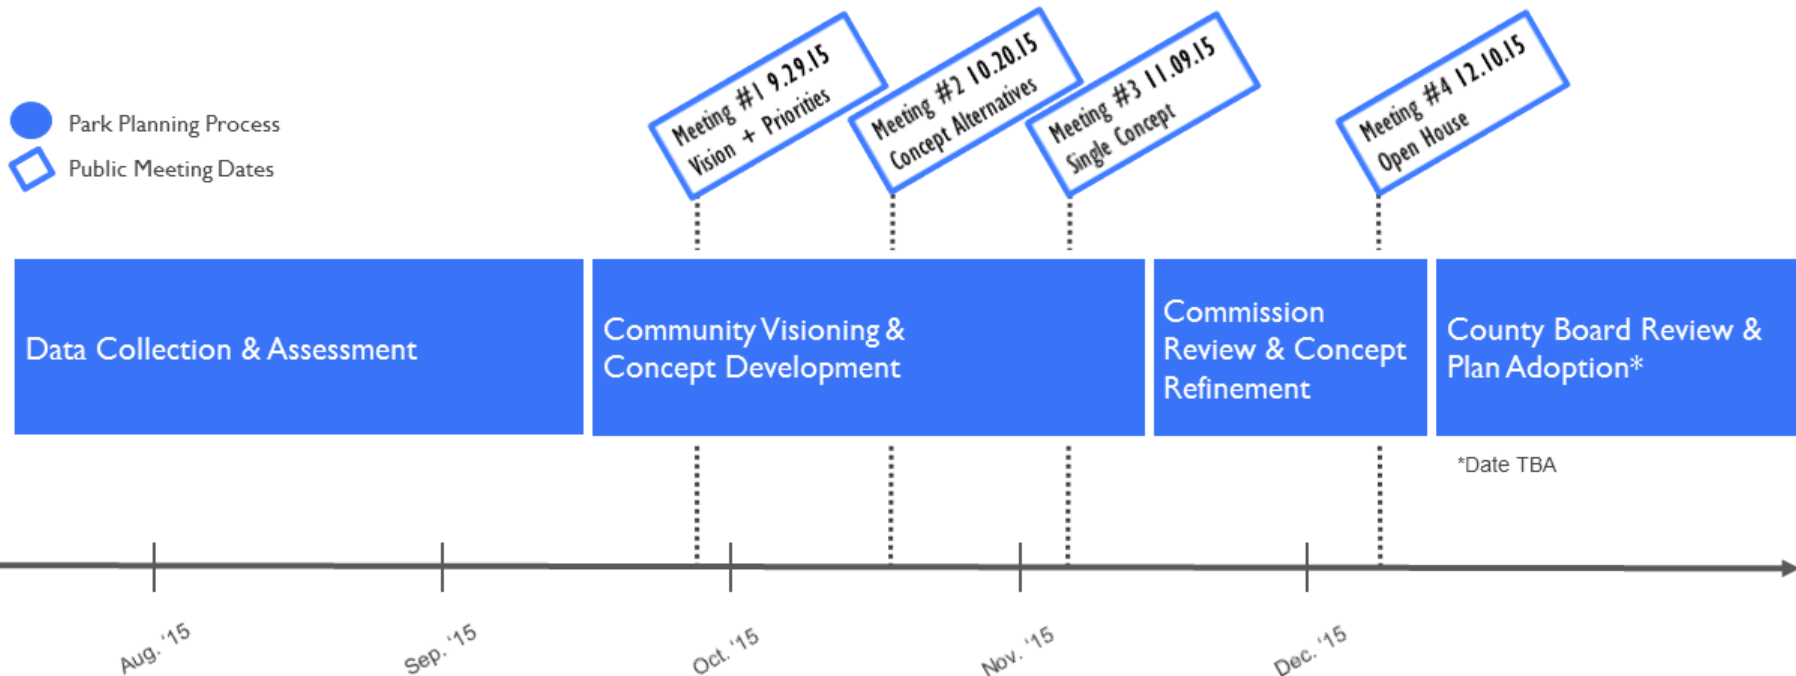 Meeting #1 9.29.15
Vision + Priorities
Meeting #2 10.20.15
Concept Alternatives
Meeting #3 11.09.15
Single Concept
Meeting #4 12.10.15
Open House
Park Planning Process
Public Meeting Dates
Data Collection & Assessment
Community Visioning &
Concept Development
Commission
Review & Concept
Refinement
County Board Review &
Plan Adoption*
*Date TBA
Aug. ‘15
Sep. ‘15
Oct. ‘15
Nov. ‘15
Dec. ‘15